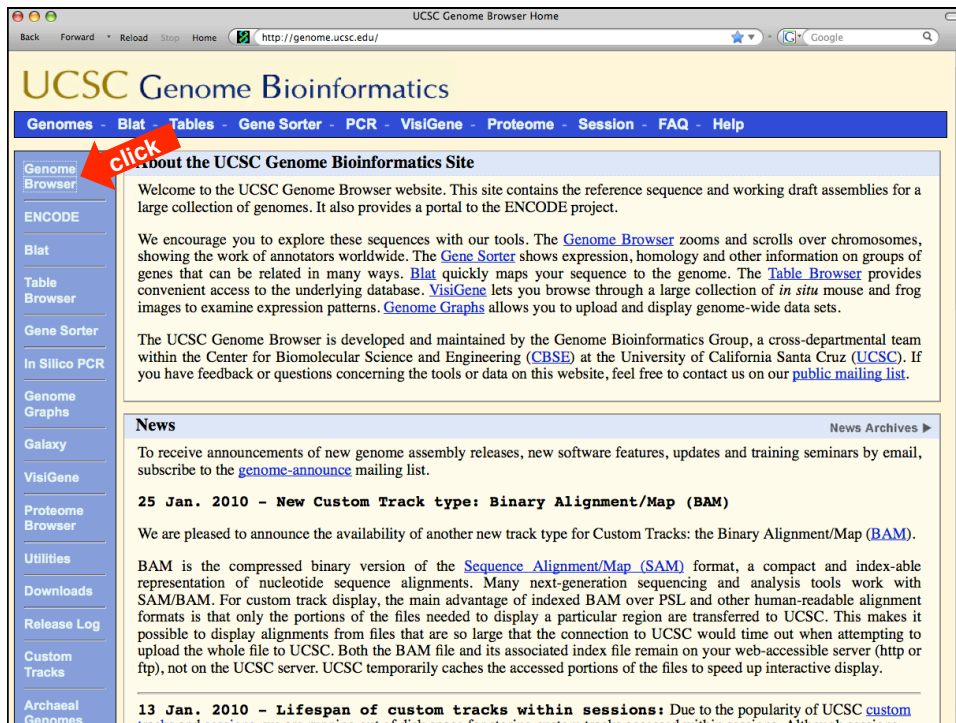 UCSC Genome Browser Home
Back Forward Reload Stop Home http://genome.ucsc.edu/ G Google
UCSC Genome Bioinformatics
Genomes - Blat - Tables - Gene Sorter - PCR - VisiGene - Proteome - Session - FAQ - Help
click
Genome
Browser
ENCODE
Blat
Table
Browser
Gene Sorter
In Silico PCR
Genome
Graphs
Galaxy
VisiGene
Proteome
Browser
Utilities
Downloads
Release Log
Custom
Tracks
Archaeal
Genomes
About the UCSC Genome Bioinformatics Site
Welcome to the UCSC Genome Browser website. This site contains the reference sequence and working draft assemblies for a
large collection of genomes. It also provides a portal to the ENCODE project.
We encourage you to explore these sequences with our tools. The Genome Browser zooms and scrolls over chromosomes,
showing the work of annotators worldwide. The Gene Sorter shows expression, homology and other information on groups of
genes that can be related in many ways. Blat quickly maps your sequence to the genome. The Table Browser provides
convenient access to the underlying database. VisiGene lets you browse through a large collection of in situ mouse and frog
images to examine expression patterns. Genome Graphs allows you to upload and display genome-wide data sets.
The UCSC Genome Browser is developed and maintained by the Genome Bioinformatics Group, a cross-departmental team
within the Center for Biomolecular Science and Engineering (CBSE) at the University of California Santa Cruz (UCSC). If
you have feedback or questions concerning the tools or data on this website, feel free to contact us on our public mailing list.
News
News Archives ▶
To receive announcements of new genome assembly releases, new software features, updates and training seminars by email,
subscribe to the genome-announce mailing list.
25 Jan. 2010 - New Custom Track type: Binary Alignment/Map (BAM)
We are pleased to announce the availability of another new track type for Custom Tracks: the Binary Alignment/Map (BAM).
BAM is the compressed binary version of the Sequence Alignment/Map (SAM) format, a compact and index-able
representation of nucleotide sequence alignments. Many next-generation sequencing and analysis tools work with
SAM/BAM. For custom track display, the main advantage of indexed BAM over PSL and other human-readable alignment
formats is that only the portions of the files needed to display a particular region are transferred to UCSC. This makes it
possible to display alignments from files that are so large that the connection to UCSC would time out when attempting to
upload the whole file to UCSC. Both the BAM file and its associated index file remain on your web-accessible server (http or
ftp), not on the UCSC server. UCSC temporarily caches the accessed portions of the files to speed up interactive display.
13 Jan. 2010 - Lifespan of custom tracks within sessions: Due to the popularity of UCSC custom